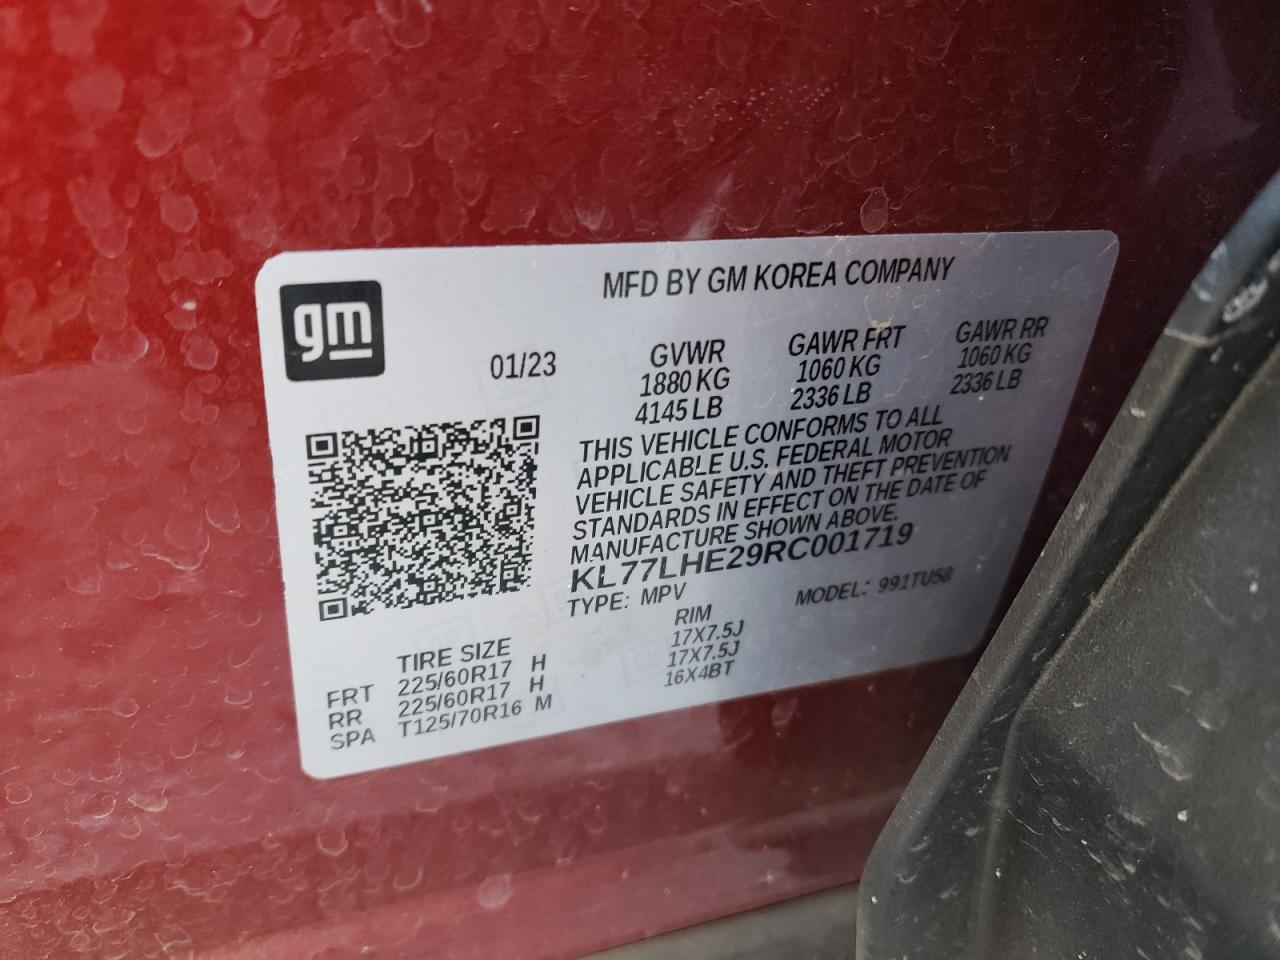 gm
MFD BY GM KOREA COMPANY
01/23
GVWR GAWR FRT GAWR RR
1880 KG 1060 KG 1060 KG
4145 LB 2336 LB 2336 LB
THIS VEHICLE CONFORMS TO ALL
APPLICABLE U.S. FEDERAL MOTOR
VEHICLE SAFETY AND THEFT PREVENTION
STANDARDS IN EFFECT ON THE DATE OF
MANUFACTURE SHOWN ABOVE.
KL77LHE29RC001719
TYPE: MPV MODEL: 991TU58
TIRE SIZE RIM
FRT 225/60R17 H 17X7.5J
RR 225/60R17 H 17X7.5J
SPA T125/70R16 M 16X4BT